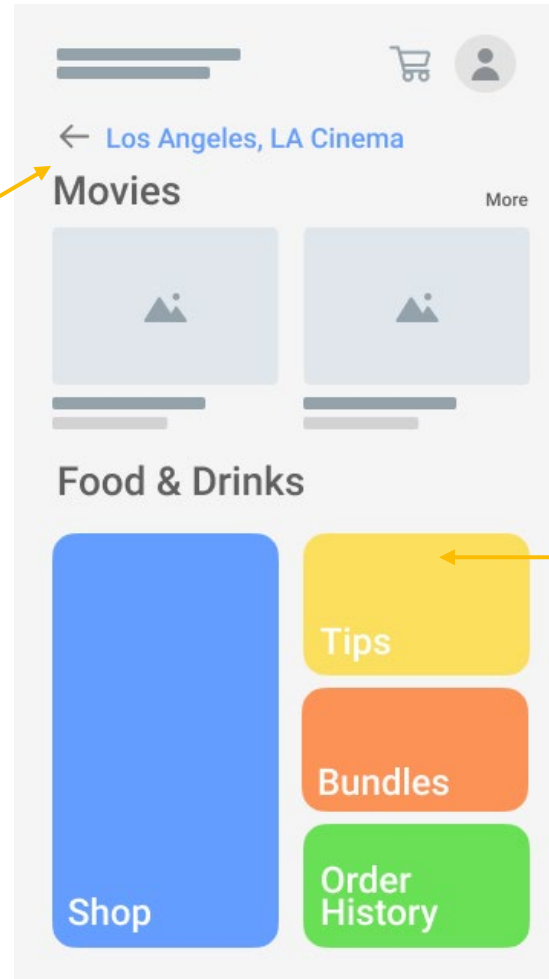 Los Angeles, LA Cinema
Movies
More
Food & Drinks
Tips
Bundles
Shop
Order
History